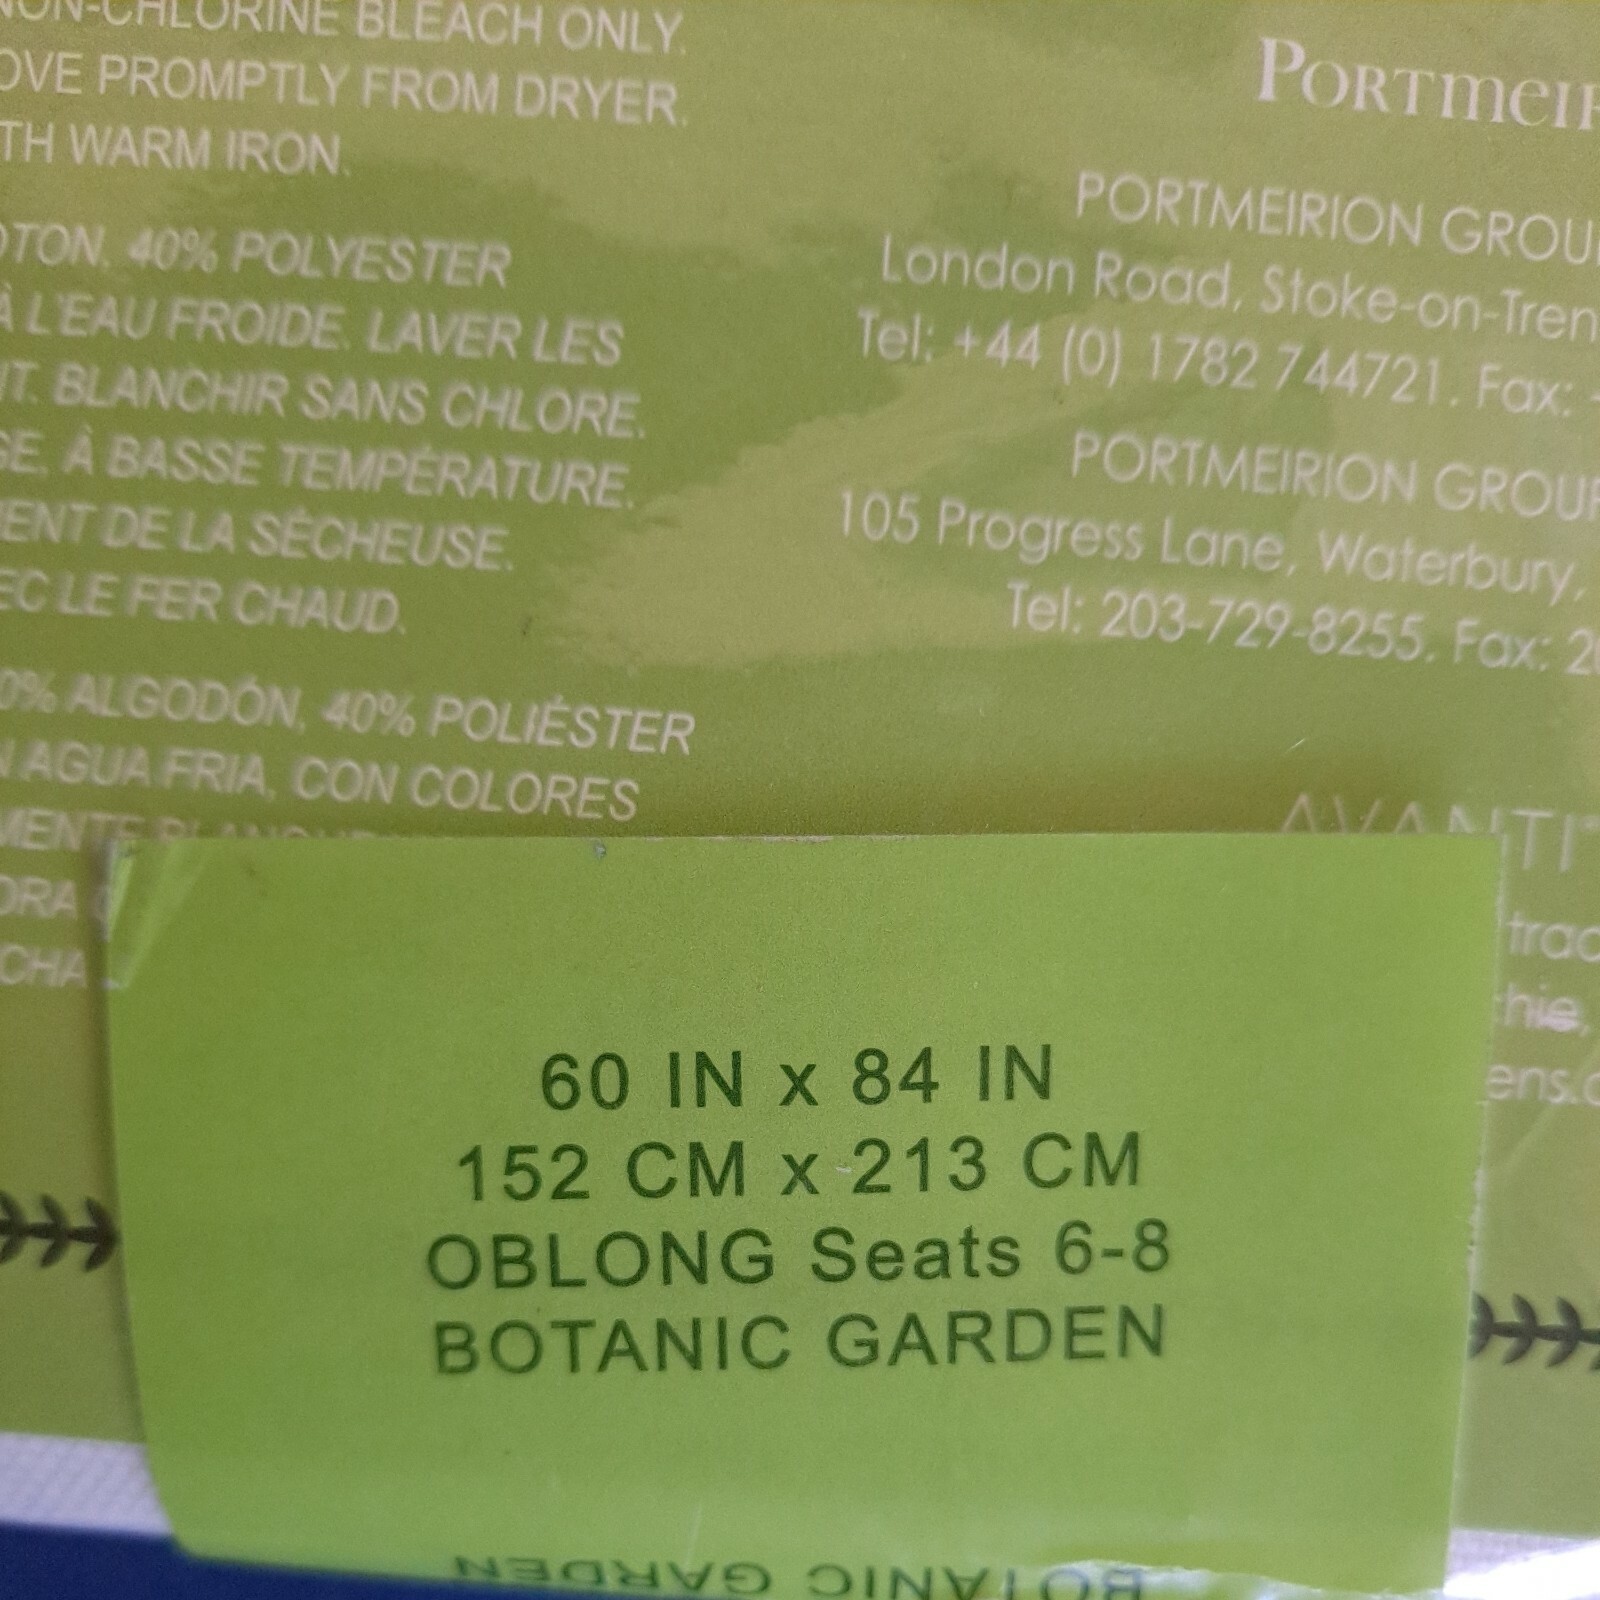 NON-CHLORINE BLEACH ONLY.
PROMPTLY FROM DRYER.
WARM IRON.
40% POLYESTER
À L'EAU FROIDE. LAVER LES
BLANCHIR SANS CHLORE.
À BASSE TEMPÉRATURE.
DE LA SÉCHEUSE.
LE FER CHAUD.
ALGODÓN, 40% POLIÉSTER
AGUA FRIA, CON COLORES
PORTMEIRION GROUP
London Road, Stoke-on-Trent
Tel: +44 (0) 1782 744721. Fax:
PORTMEIRION GROUP
105 Progress Lane, Waterbury,
Tel: 203-729-8255. Fax:
AVANTI
60 IN x 84 IN
152 CM x 213 CM
OBLONG Seats 6-8
BOTANIC GARDEN
BOTANIC GARDEN